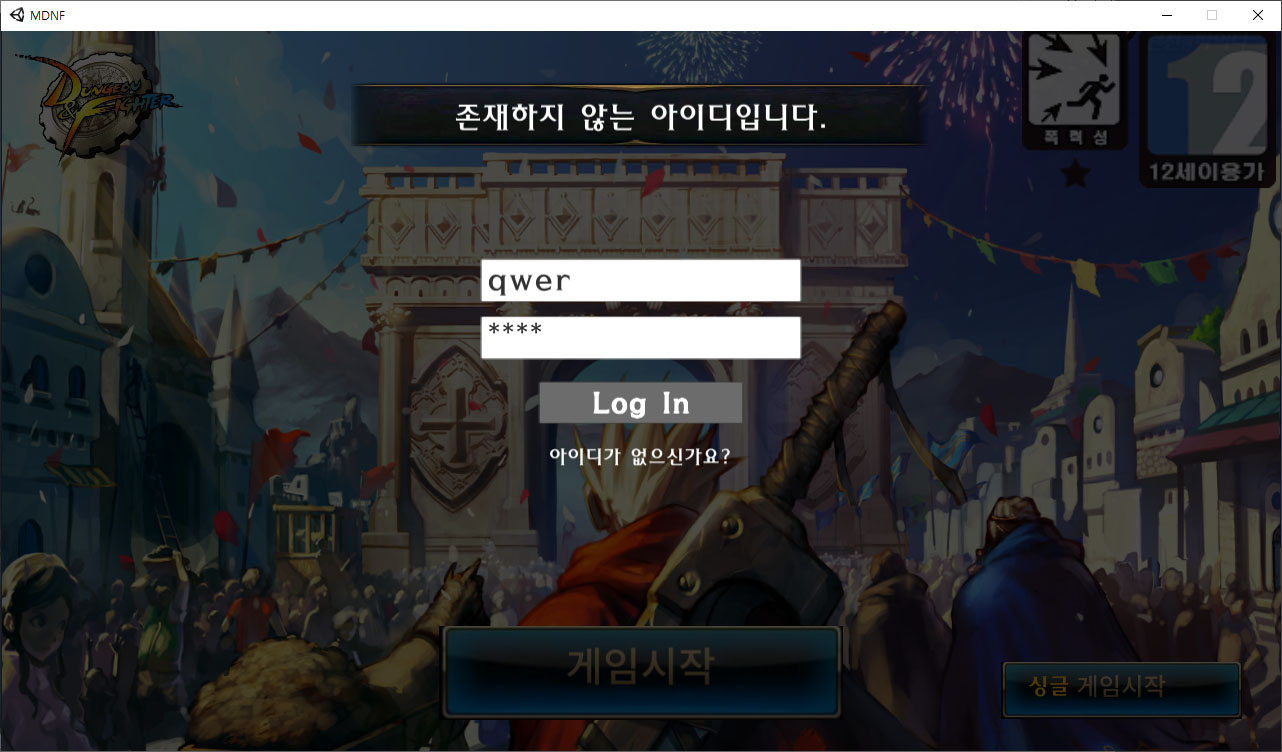 MDNF
DUNGEON
& FIGHTER
존재하지 않는 아이디입니다.
폭력성
12
12세이용가
qwer
****
Log In
아이디가 없으신가요?
게임시작
싱글 게임시작